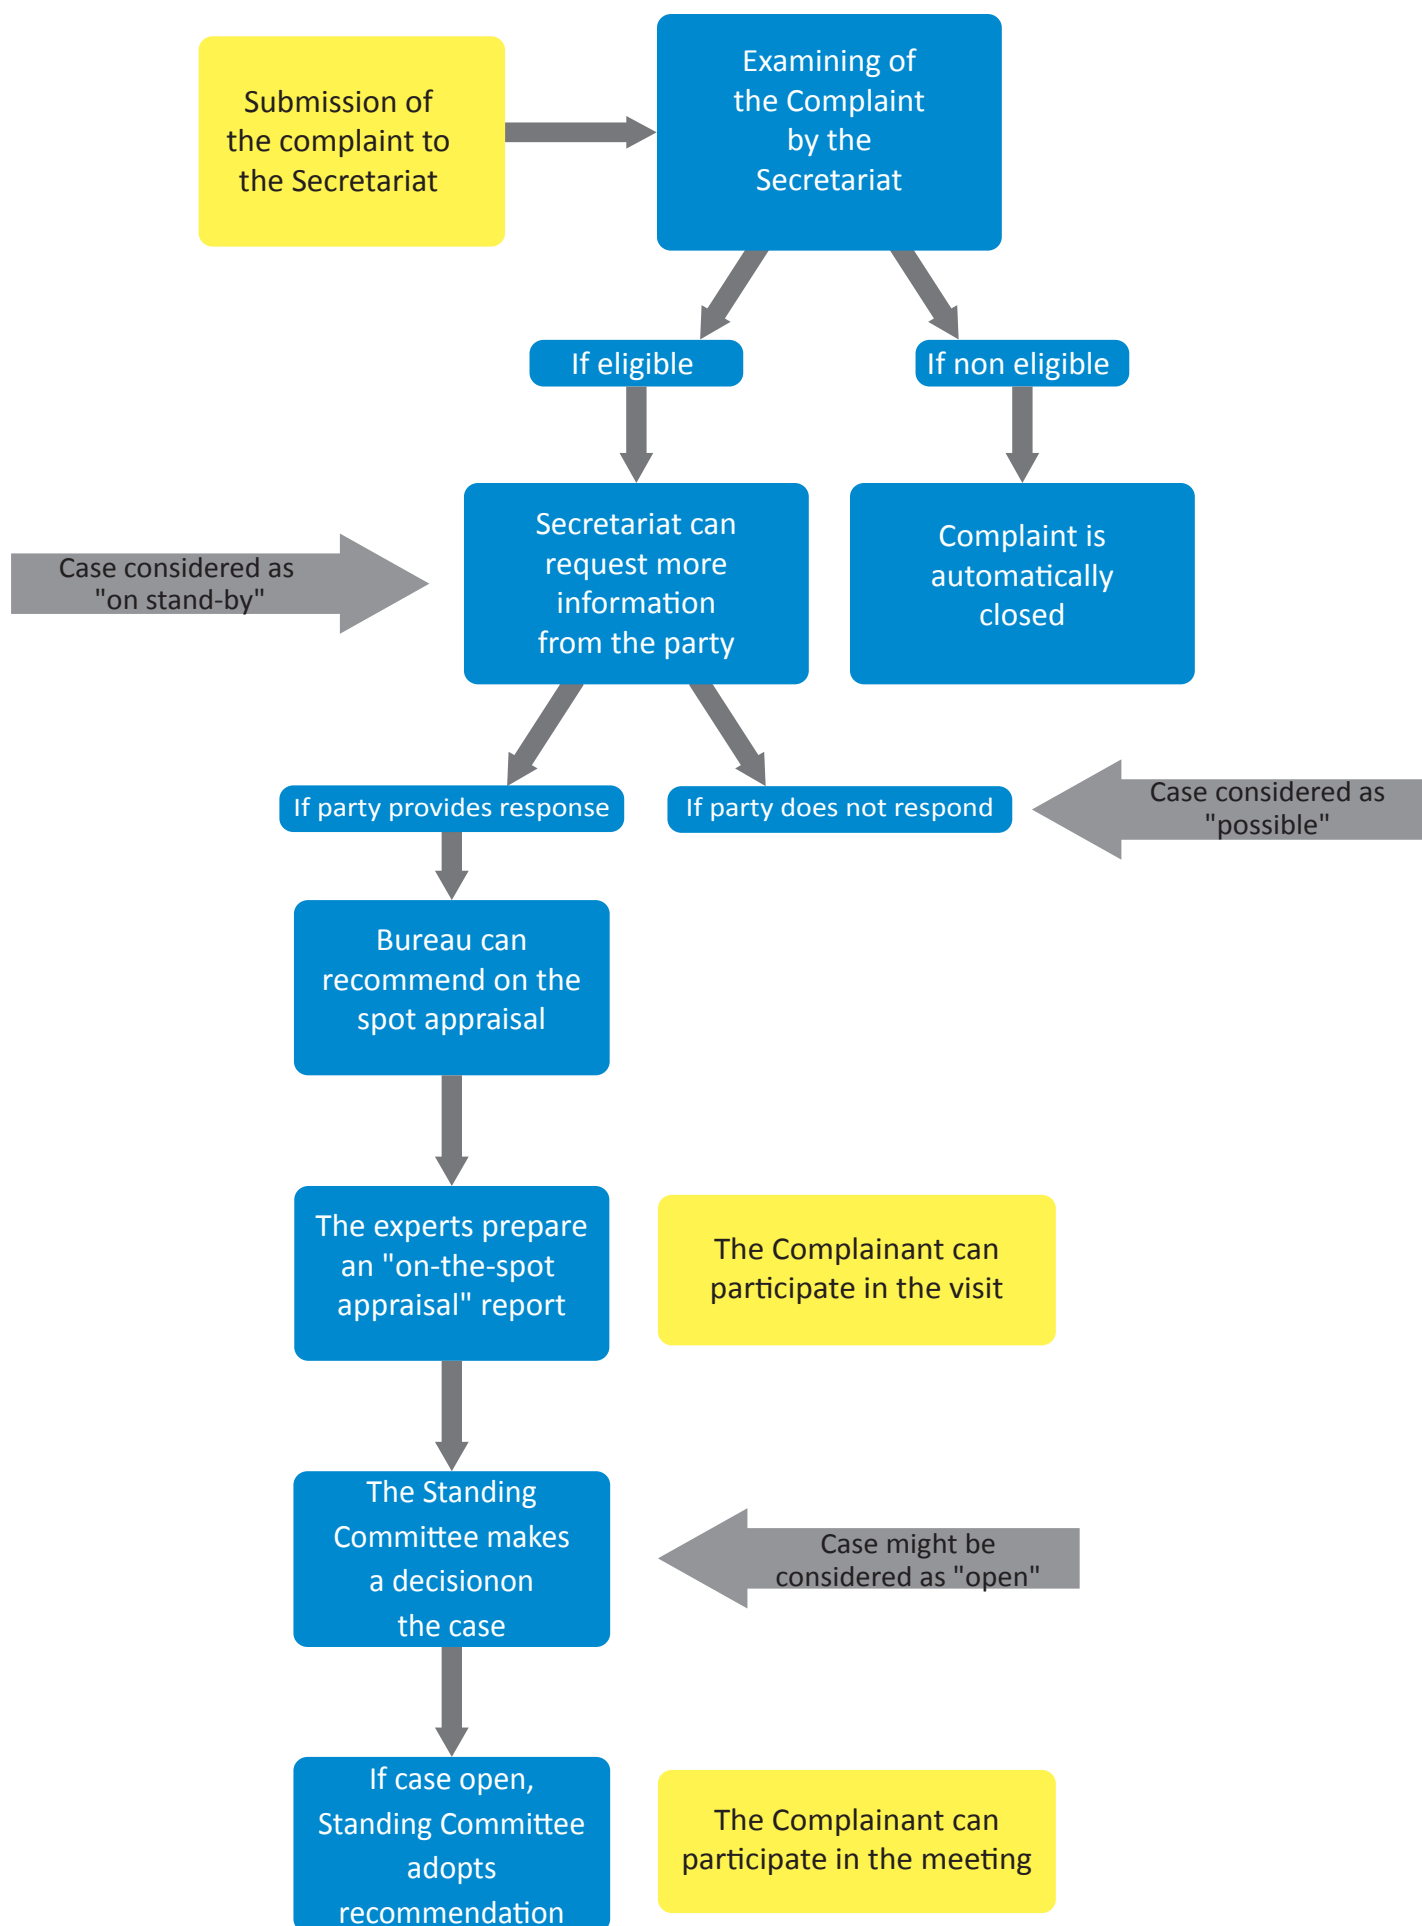 Submission of
the complaint to
the Secretariat
Examining of
the Complaint
by the
Secretariat
If eligible
If non eligible
Case considered as
"on stand-by"
Secretariat can
request more
information
from the party
Complaint is
automatically
closed
If party provides response
If party does not respond
Case considered as
"possible"
Bureau can
recommend on the
spot appraisal
The experts prepare
an "on-the-spot
appraisal" report
The Complainant can
participate in the visit
The Standing
Committee makes
a decisionon
the case
Case might be
considered as "open"
If case open,
Standing Committee
adopts
recommendation
The Complainant can
participate in the meeting